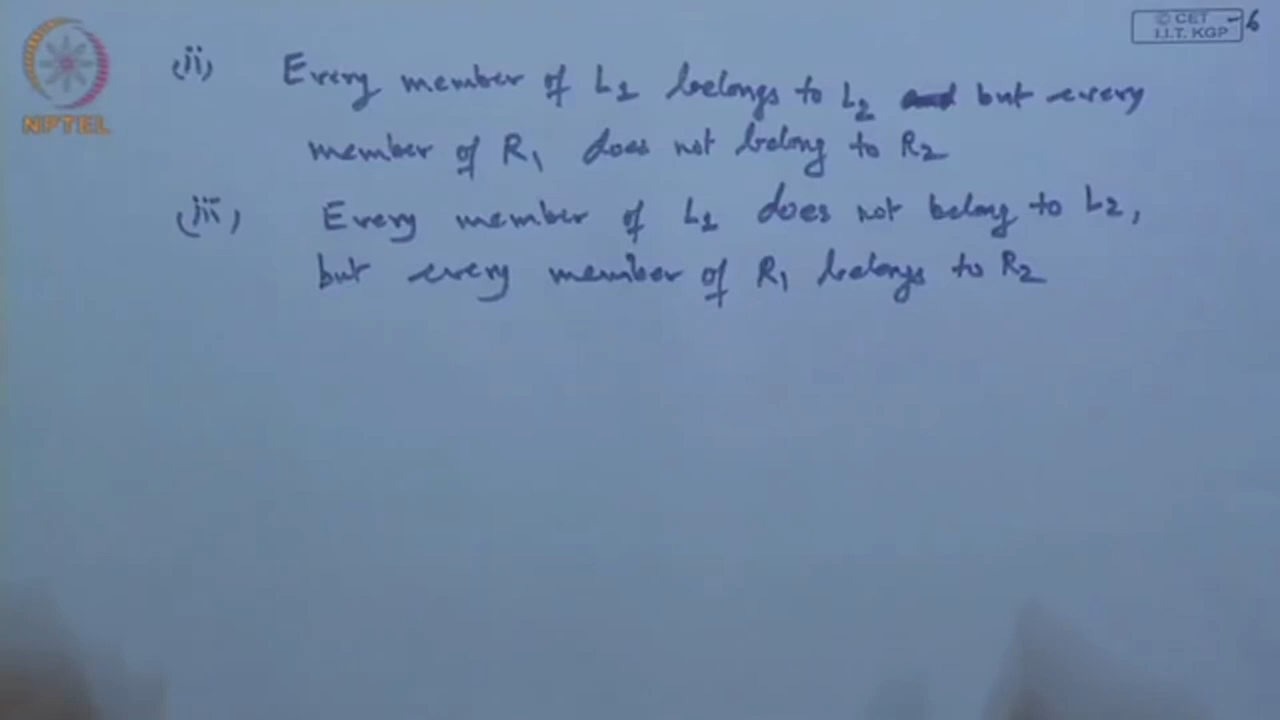 © CET
I.I.T. KGP
-6
NPTEL
(ii) Every member of L1 belongs to L2 but every
member of R1 does not belong to R2
(iii) Every member of L1 does not belong to L2,
but every member of R1 belongs to R2